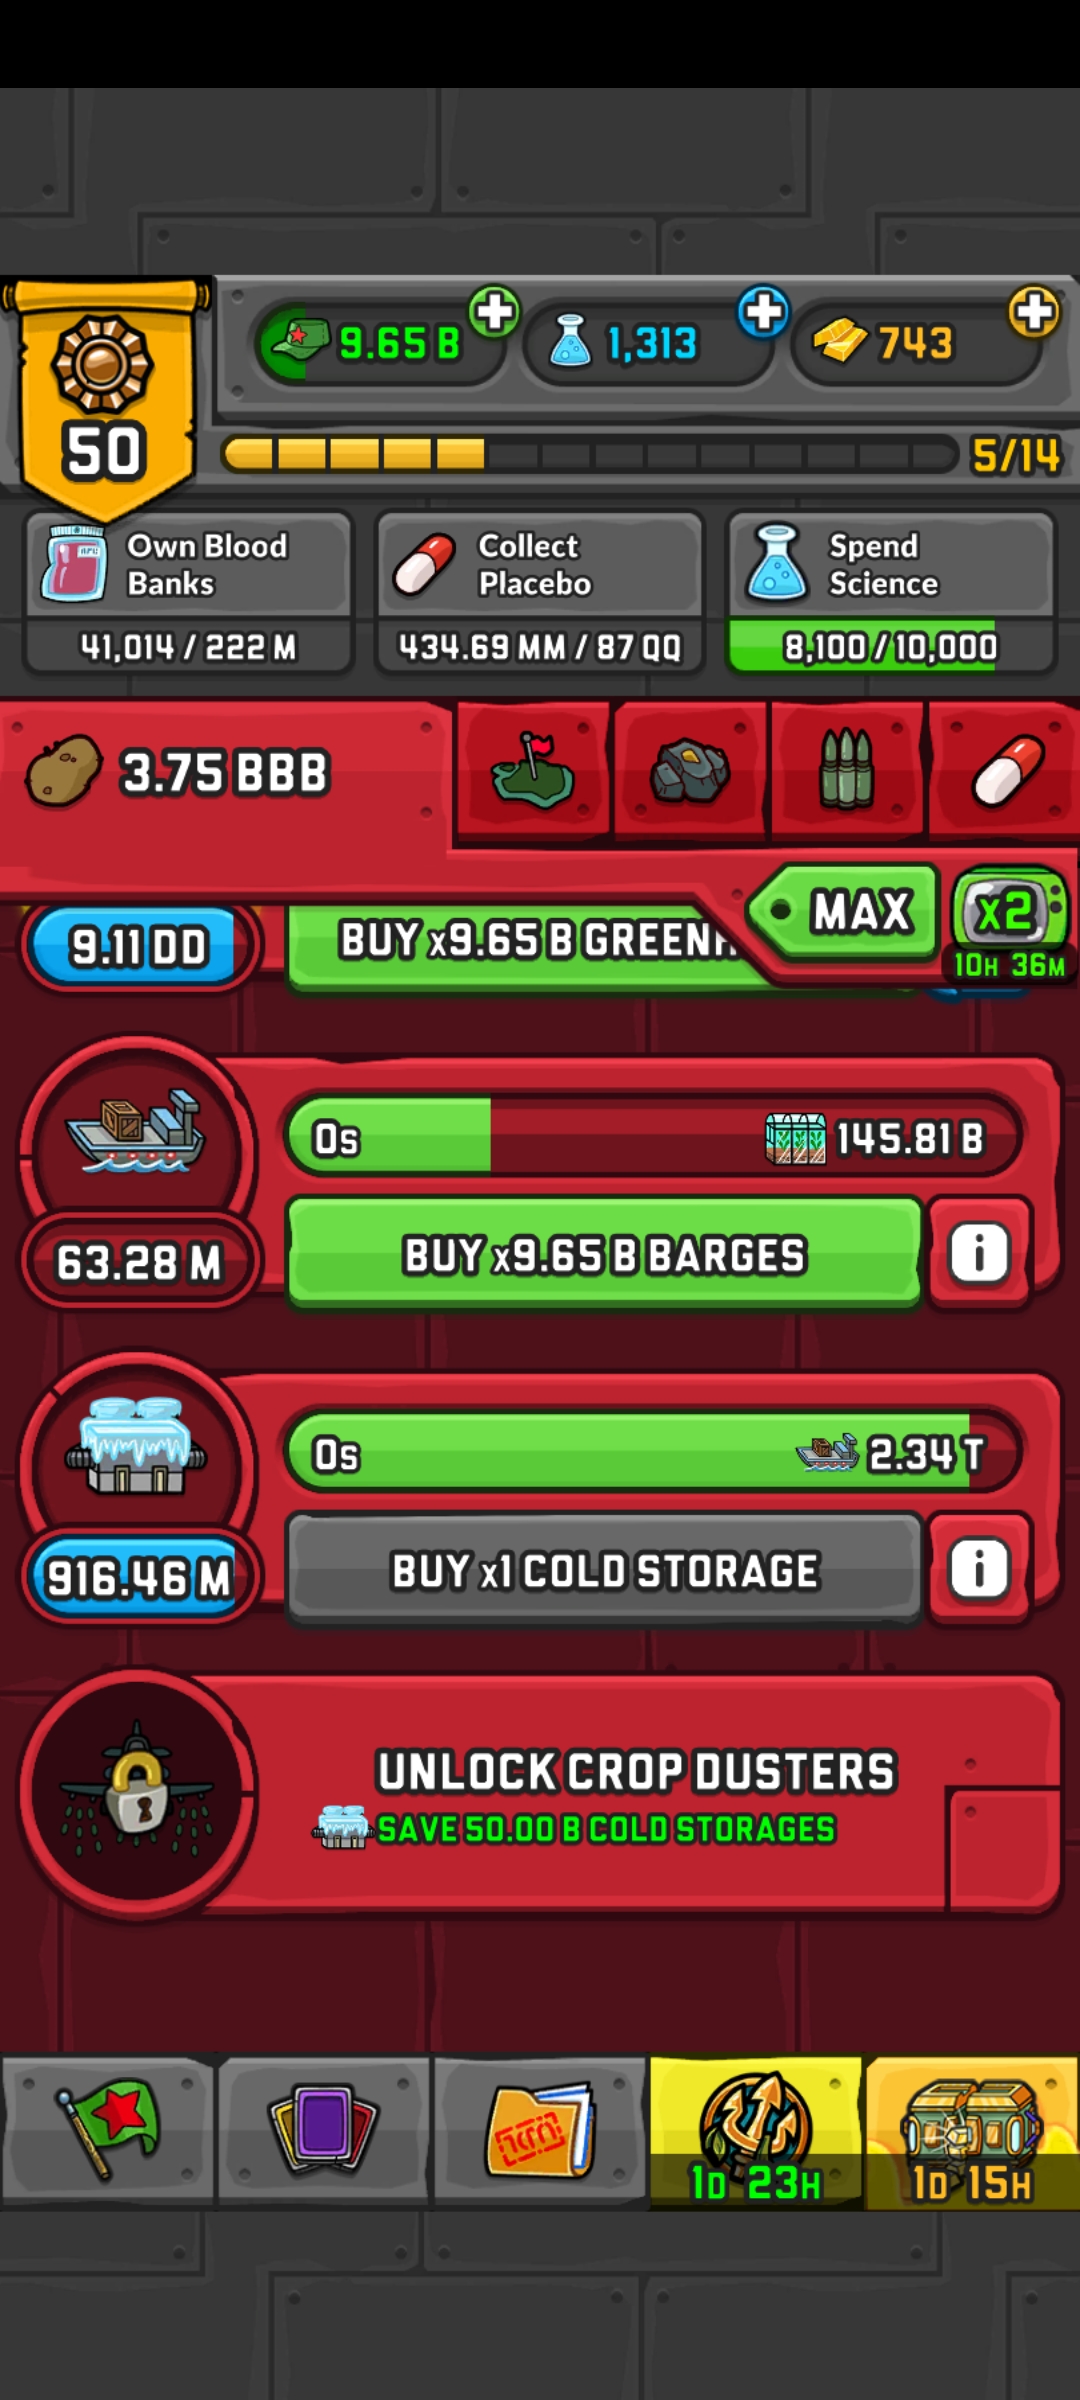 50
9.65 B
1,313
743
5/14
Own Blood
Banks
41,014 / 222 M
Collect
Placebo
434.69 MM / 87 QQ
Spend
Science
8,100 / 10,000
3.75 BBB
MAX
x2
10H 36M
9.11 DD
BUY x9.65 B GREENH
0s
145.81 B
63.28 M
BUY x9.65 B BARGES
i
0s
2.34 T
916.46 M
BUY x1 COLD STORAGE
i
UNLOCK CROP DUSTERS
SAVE 50.00 B COLD STORAGES
1D 23H
1D 15H